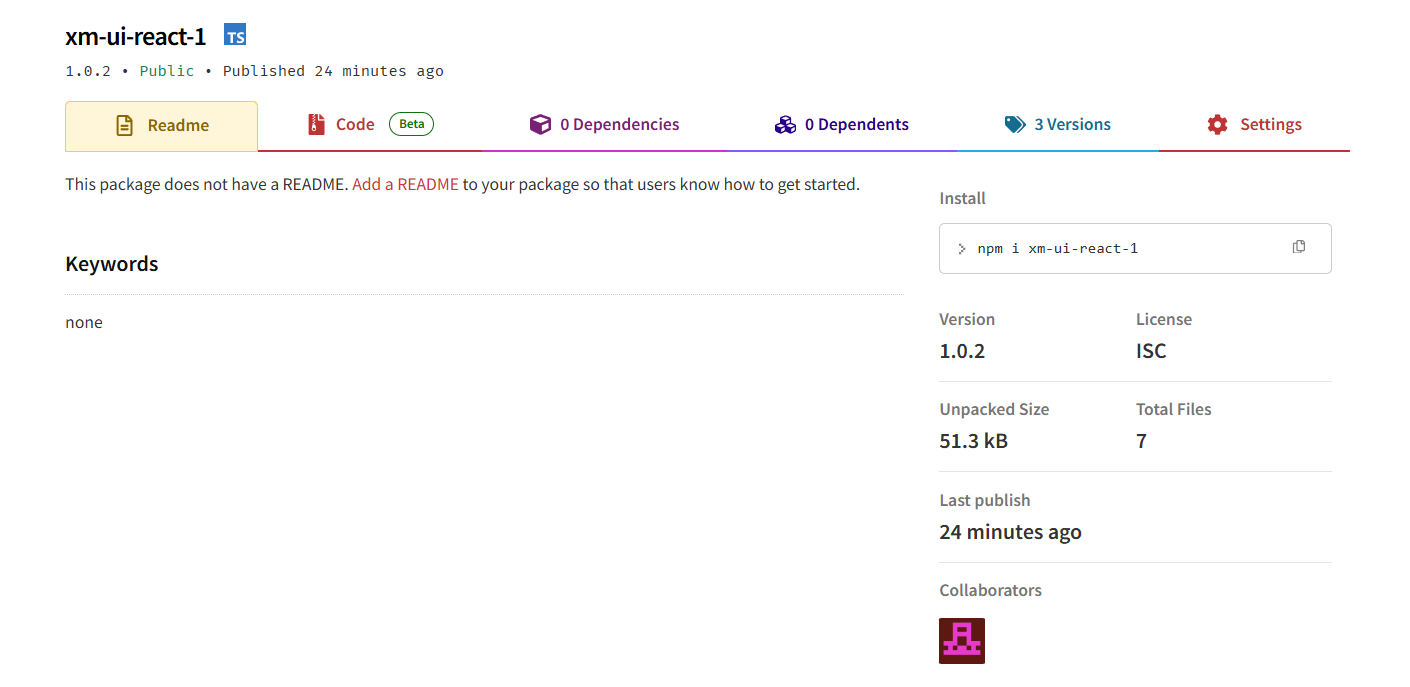 xm-ui-react-1 TS
1.0.2 • Public • Published 24 minutes ago
Readme
Code Beta
0 Dependencies
0 Dependents
3 Versions
Settings
This package does not have a README. Add a README to your package so that users know how to get started.
Keywords
none
Install
> npm i xm-ui-react-1
Version
1.0.2
License
ISC
Unpacked Size
51.3 kB
Total Files
7
Last publish
24 minutes ago
Collaborators